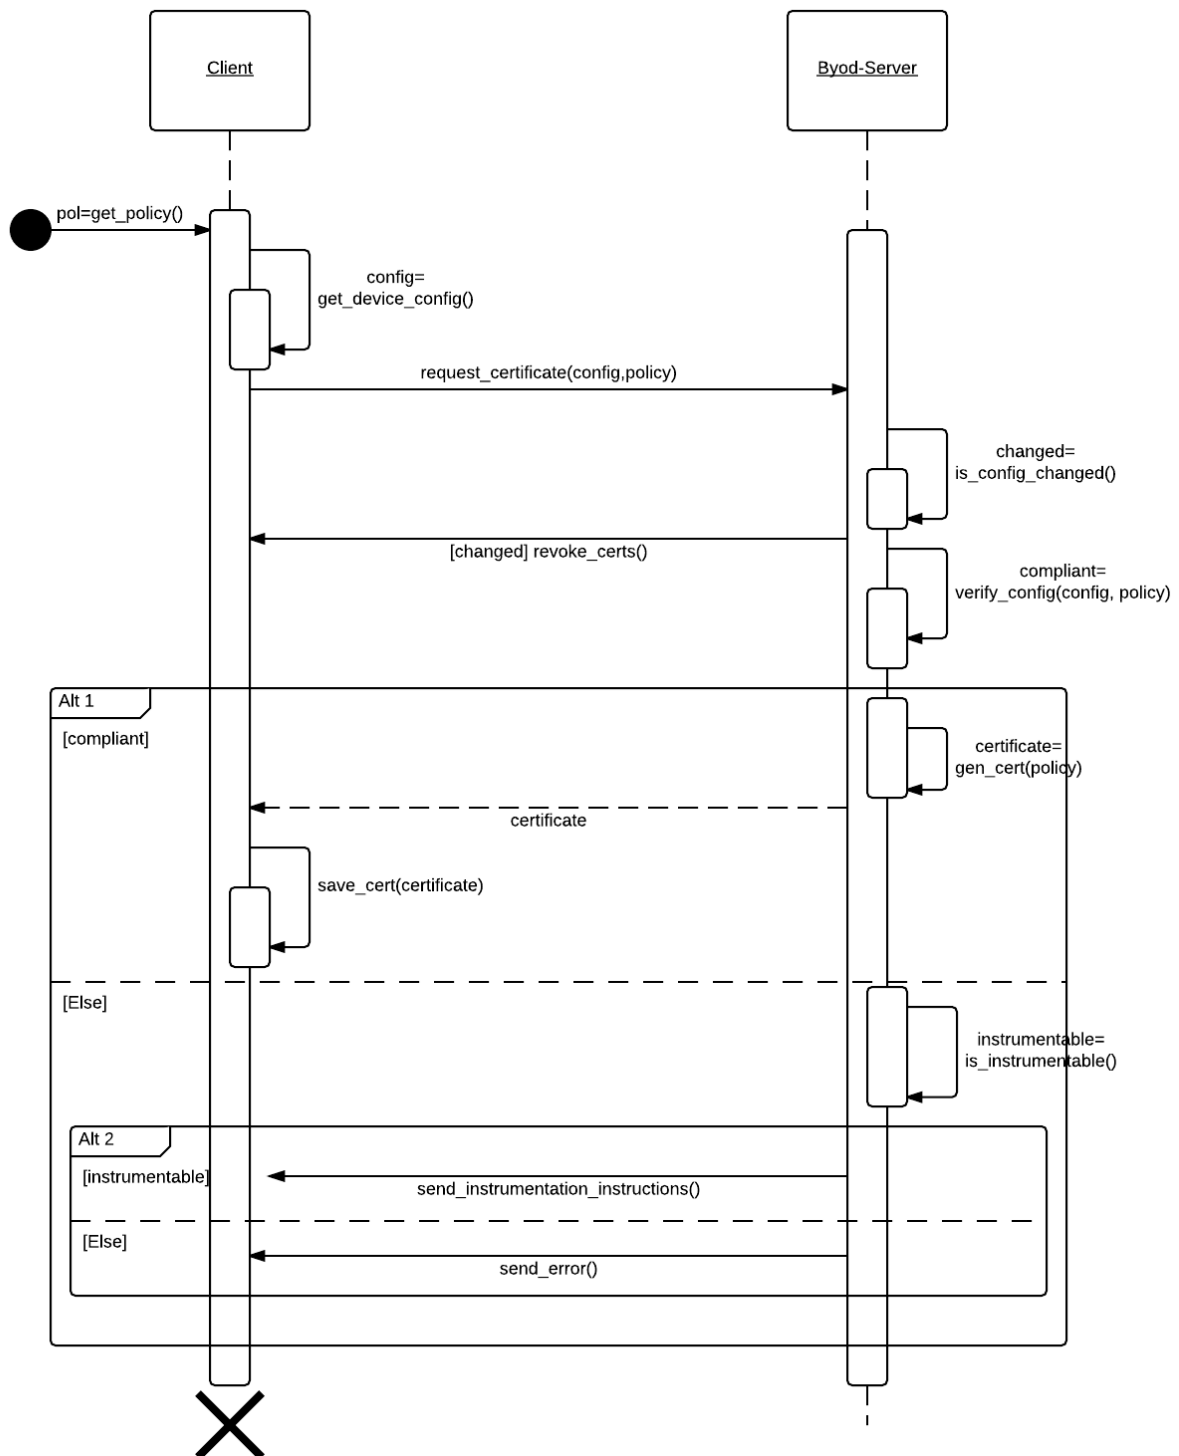 Client
Byod-Server
pol=get_policy()
config=
get_device_config()
request_certificate(config,policy)
changed=
is_config_changed()
[changed] revoke_certs()
compliant=
verify_config(config, policy)
Alt 1
[compliant]
certificate=
gen_cert(policy)
certificate
save_cert(certificate)
[Else]
instrumentable=
is_instrumentable()
Alt 2
[instrumentable]
send_instrumentation_instructions()
[Else]
send_error()